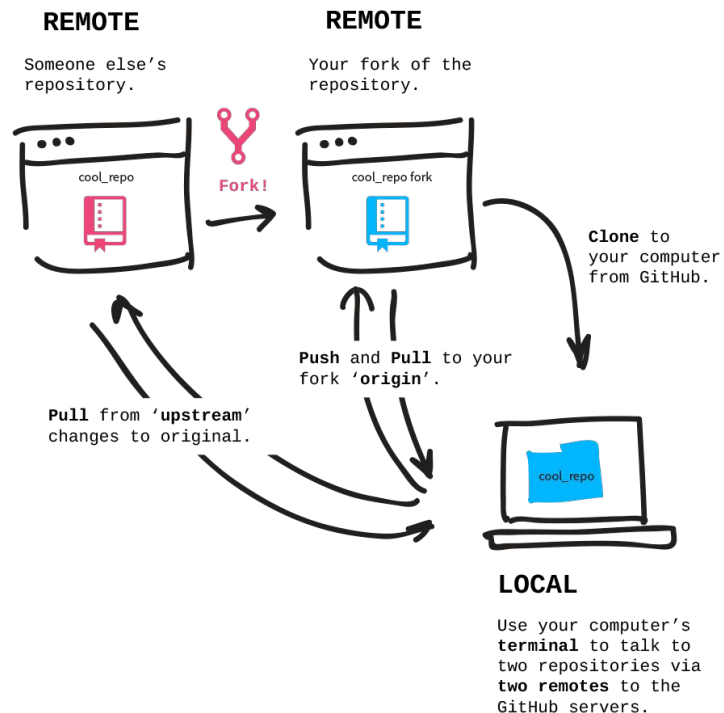 REMOTE
Someone else’s
repository.
REMOTE
Your fork of the
repository.
cool_repo
Fork!
cool_repo fork
Clone to
your computer
from GitHub.
Push and Pull to your
fork ‘origin’.
Pull from ‘upstream’
changes to original.
cool_repo
LOCAL
Use your computer’s
terminal to talk to
two repositories via
two remotes to the
GitHub servers.